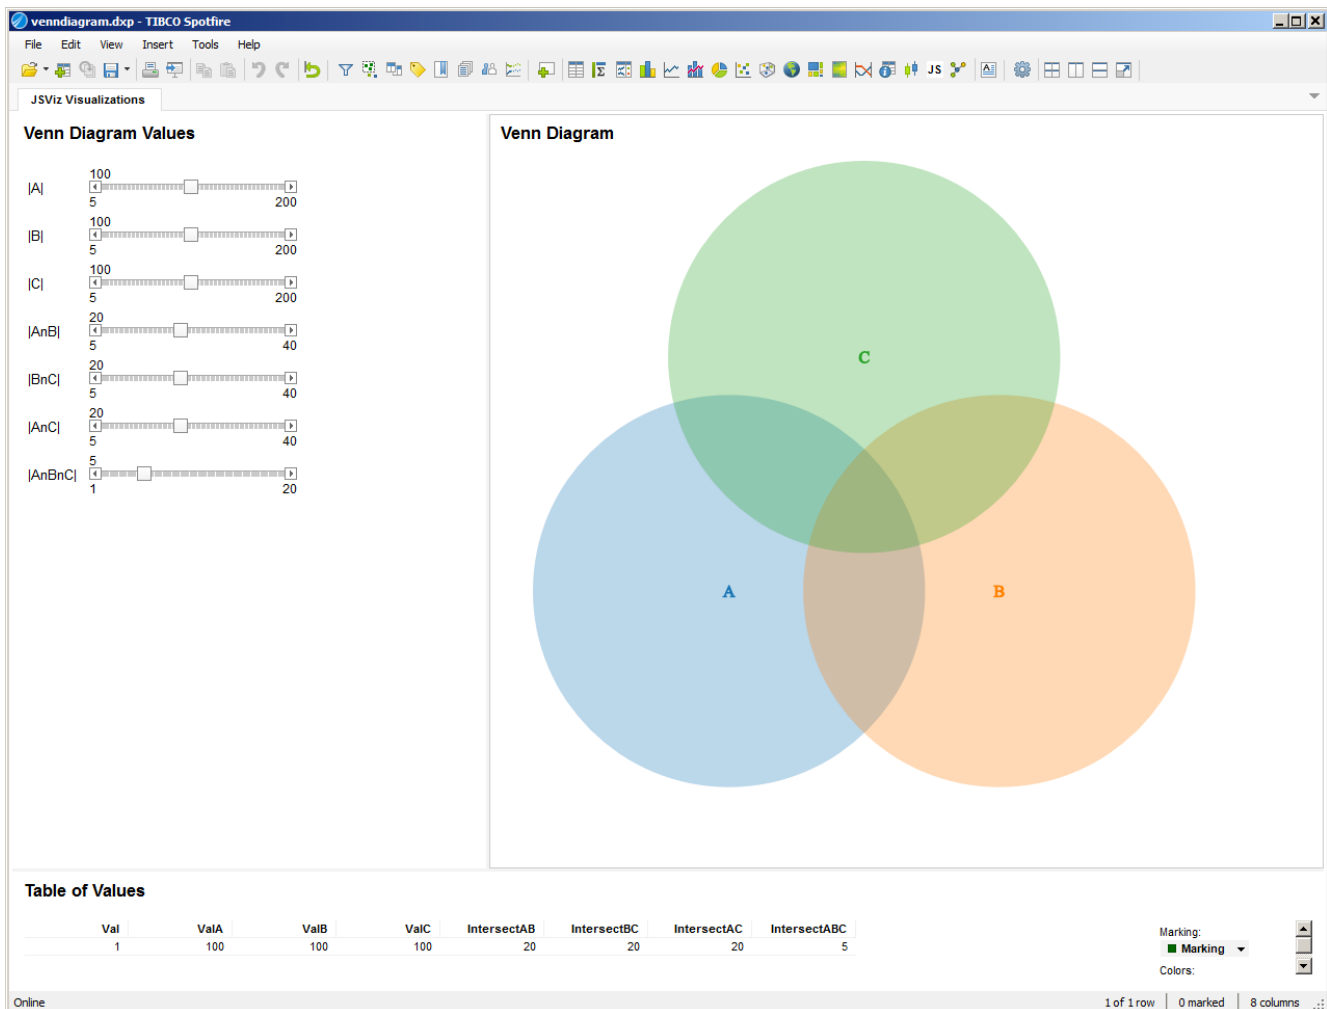 venndiagram.dxp - TIBCO Spotfire
File Edit View Insert Tools Help
JS
JSViz Visualizations
Venn Diagram Values
100
|A|
5 200
100
|B|
5 200
100
|C|
5 200
20
|AnB|
5 40
20
|BnC|
5 40
20
|AnC|
5 40
5
|AnBnC|
1 20
Venn Diagram
C
A
B
Table of Values
Val ValA ValB ValC IntersectAB IntersectBC IntersectAC IntersectABC
1 100 100 100 20 20 20 5
Marking:
Marking
Colors:
Online 1 of 1 row 0 marked 8 columns